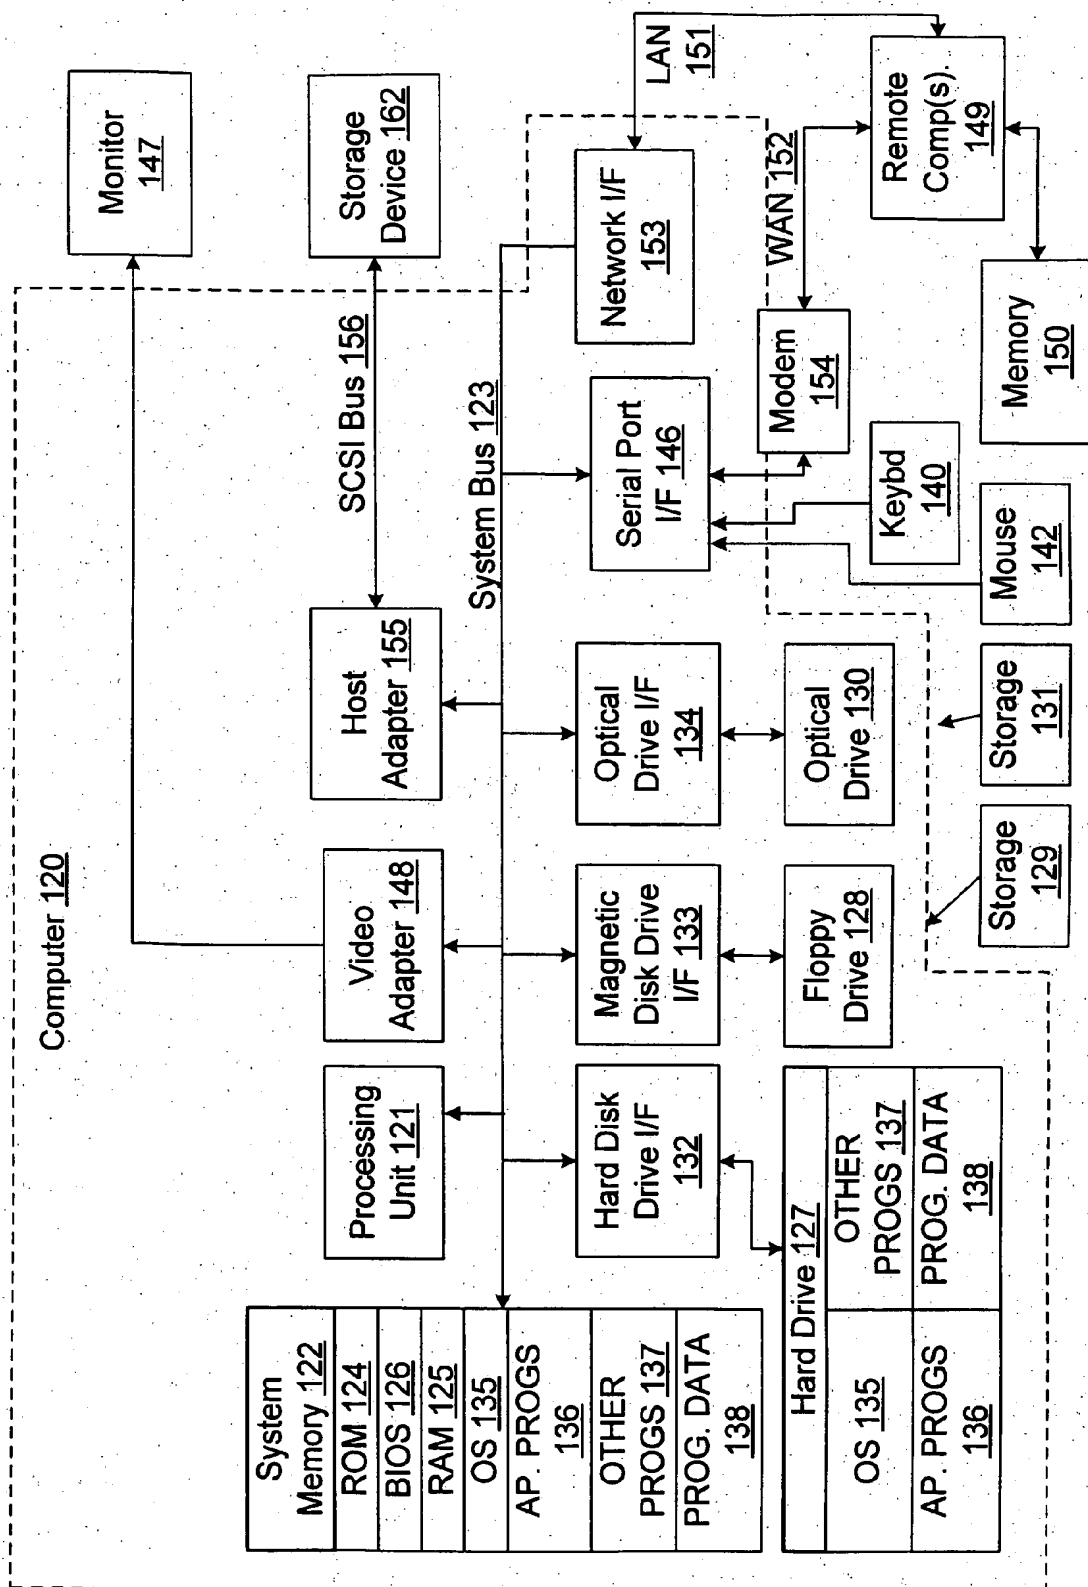 Computer 120
Monitor
147
Storage
Device 162
SCSI Bus 156
System Bus 123
System
Memory 122
ROM 124
BIOS 126
RAM 125
OS 135
AP. PROGS
136
OTHER
PROGS 137
PROG. DATA
138
Processing
Unit 121
Video
Adapter 148
Host
Adapter 155
Hard Disk
Drive I/F
132
Magnetic
Disk Drive
I/F 133
Optical
Drive I/F
134
Serial Port
I/F 146
Network I/F
153
LAN
151
Hard Drive 127
OS 135
OTHER
PROGS 137
AP. PROGS
136
PROG. DATA
138
Floppy
Drive 128
Optical
Drive 130
Modem
154
WAN 152
Remote
Comp(s).
149
Storage
129
Storage
131
Mouse
142
Keybd
140
Memory
150